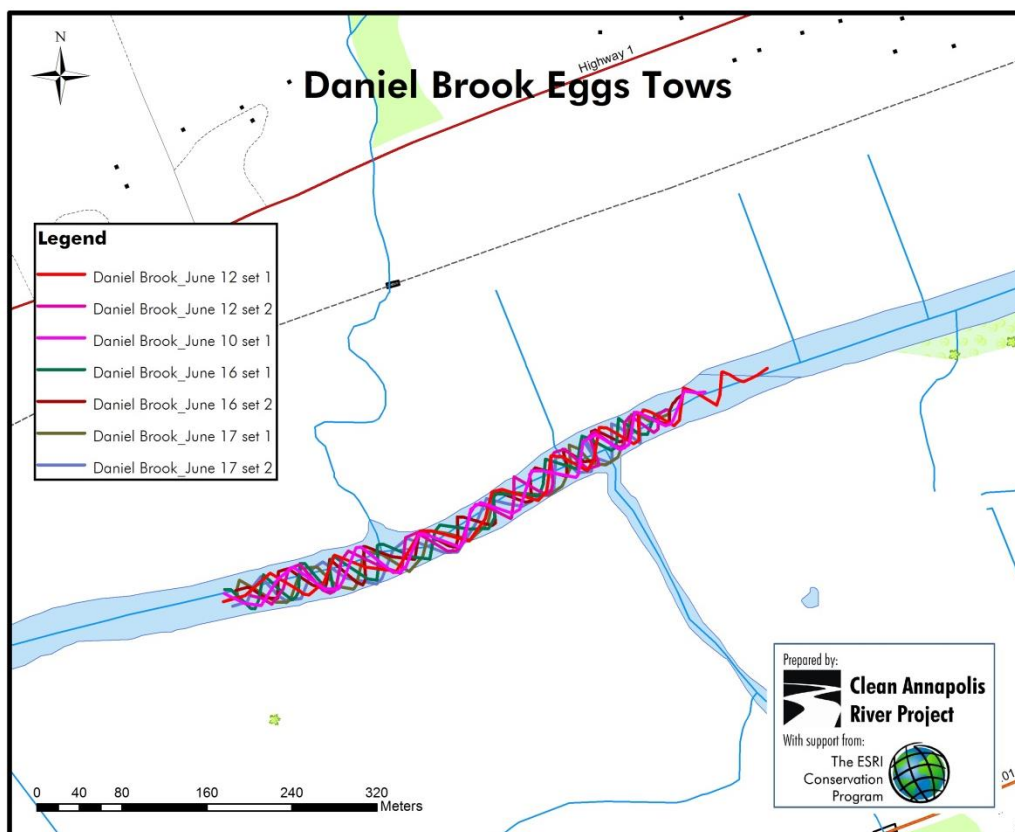 N
Highway 1
Daniel Brook Eggs Tows
Legend
Daniel Brook_June 12 set 1
Daniel Brook_June 12 set 2
Daniel Brook_June 10 set 1
Daniel Brook_June 16 set 1
Daniel Brook_June 16 set 2
Daniel Brook_June 17 set 1
Daniel Brook_June 17 set 2
Prepared by:
Clean Annapolis
River Project
With support from:
The ESRI
Conservation
Program
01
0 40 80 160 240 320
Meters